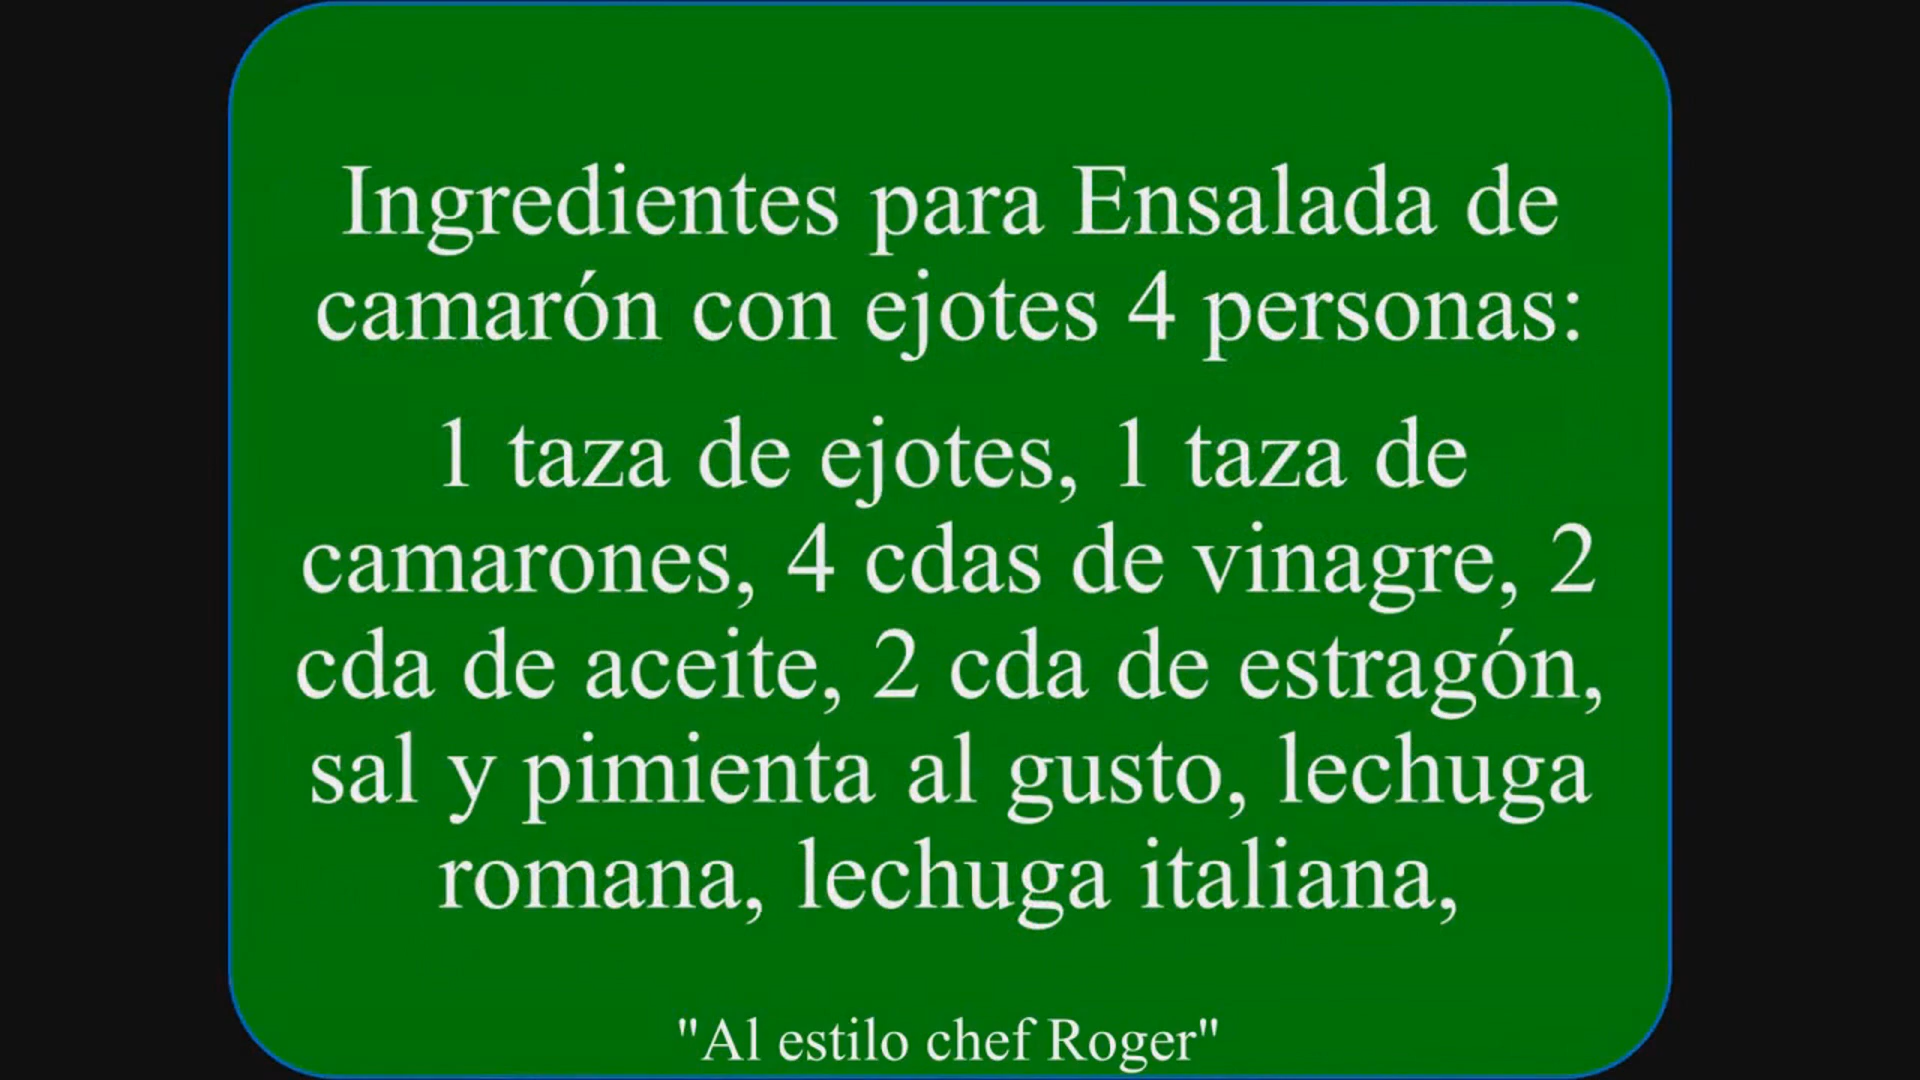 Ingredientes para Ensalada de
camarón con ejotes 4 personas:
1 taza de ejotes, 1 taza de
camarones, 4 cdas de vinagre, 2
cda de aceite, 2 cda de estragón,
sal y pimienta al gusto, lechuga
romana, lechuga italiana,
"Al estilo chef Roger"